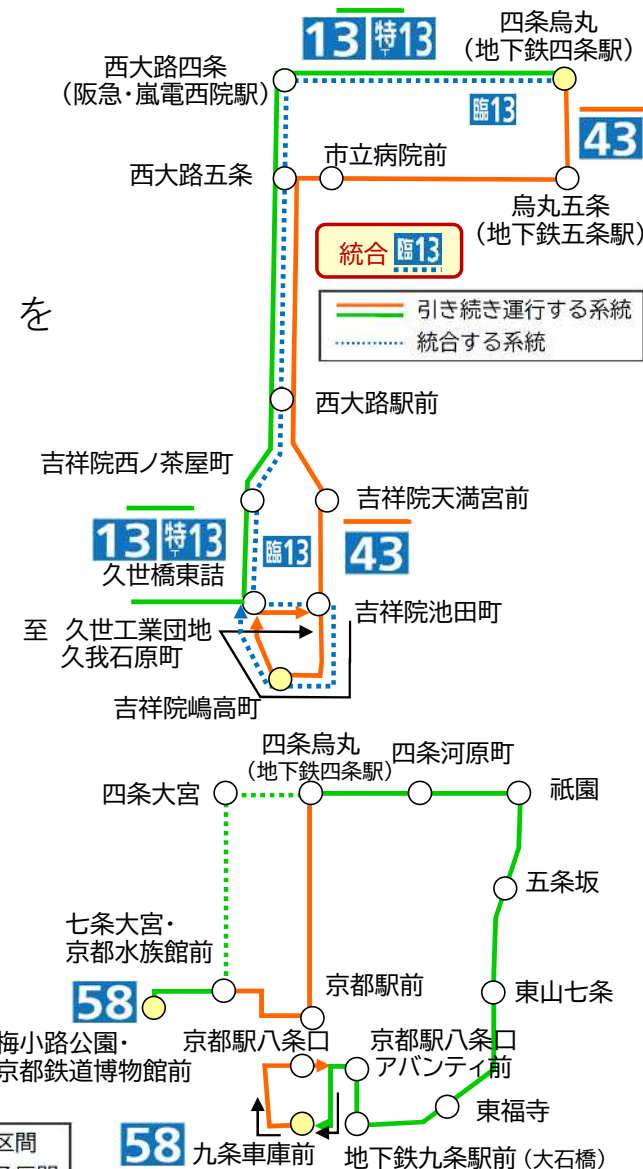 13 特13
四条烏丸
(地下鉄四条駅)
西大路四条
(阪急・嵐電西院駅)
臨13
43
西大路五条
市立病院前
烏丸五条
(地下鉄五条駅)
統合 臨13
を
引き続き運行する系統
統合する系統
西大路駅前
吉祥院西ノ茶屋町
吉祥院天満宮前
13 特13
臨13
43
久世橋東詰
吉祥院池田町
至 久世工業団地
久我石原町
吉祥院嶋高町
四条烏丸
(地下鉄四条駅)
四条河原町
四条大宮
祇園
五条坂
七条大宮・
京都水族館前
58
京都駅前
東山七条
梅小路公園・
京都鉄道博物館前
京都駅八条口
京都駅八条口
アバンティ前
東福寺
区間
58
九条車庫前
地下鉄九条駅前(大石橋)